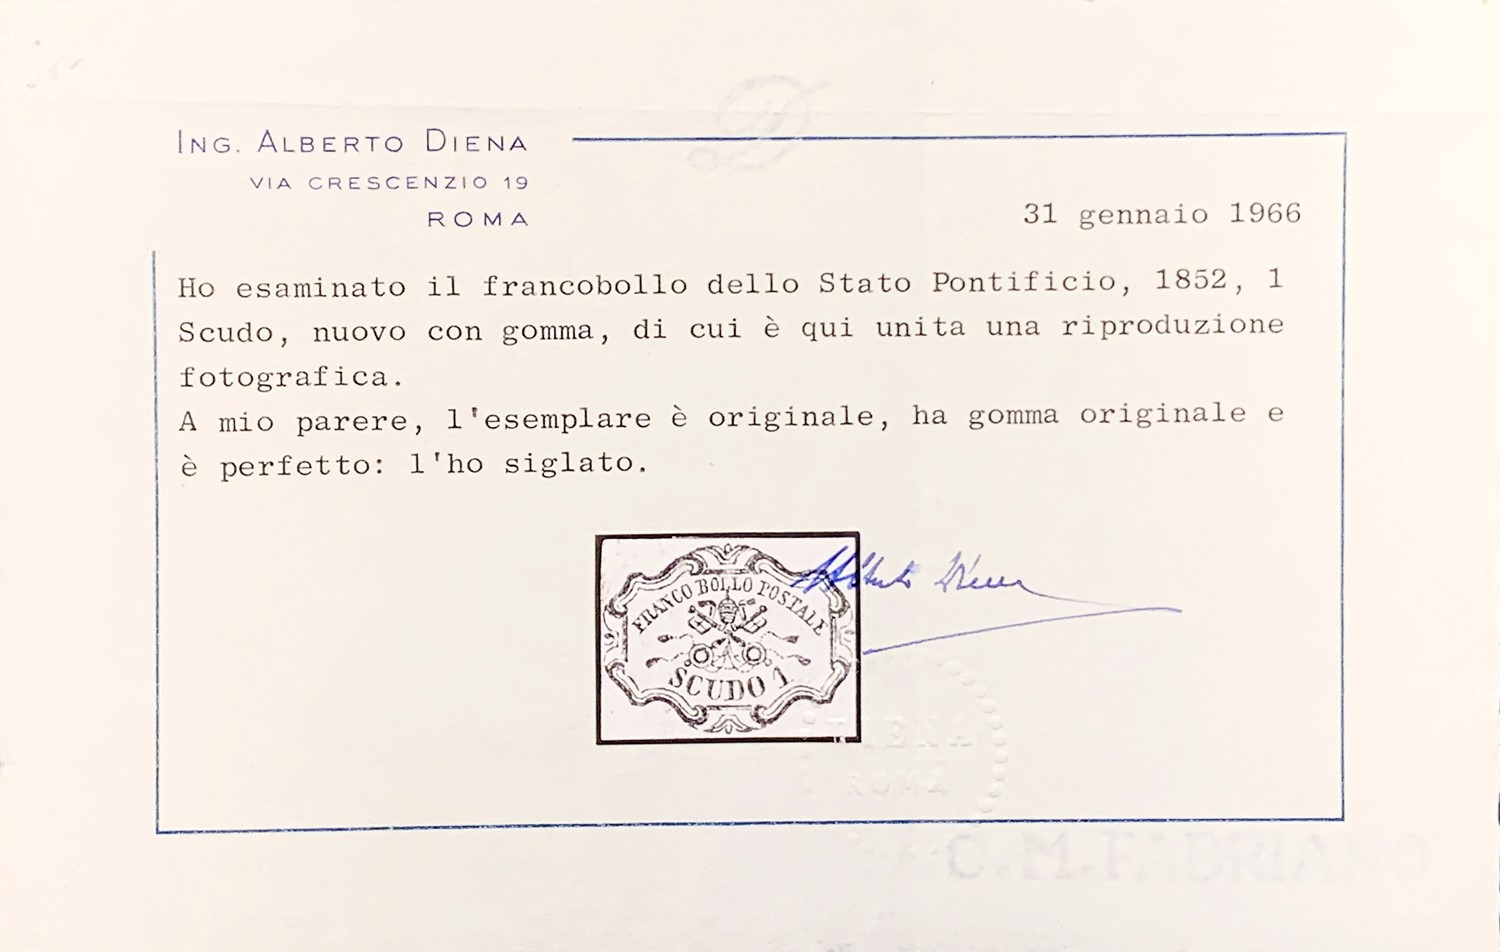 ING. ALBERTO DIENA
VIA CRESCENZIO 19
ROMA
31 gennaio 1966
Ho esaminato il francobollo dello Stato Pontificio, 1852, 1
Scudo, nuovo con gomma, di cui è qui unita una riproduzione
fotografica.
A mio parere, l'esemplare è originale, ha gomma originale e
è perfetto: l'ho siglato.
Alberto Diena
FRANCO BOLLO POSTALE
SCUDO 1
C.M.FABRIANO